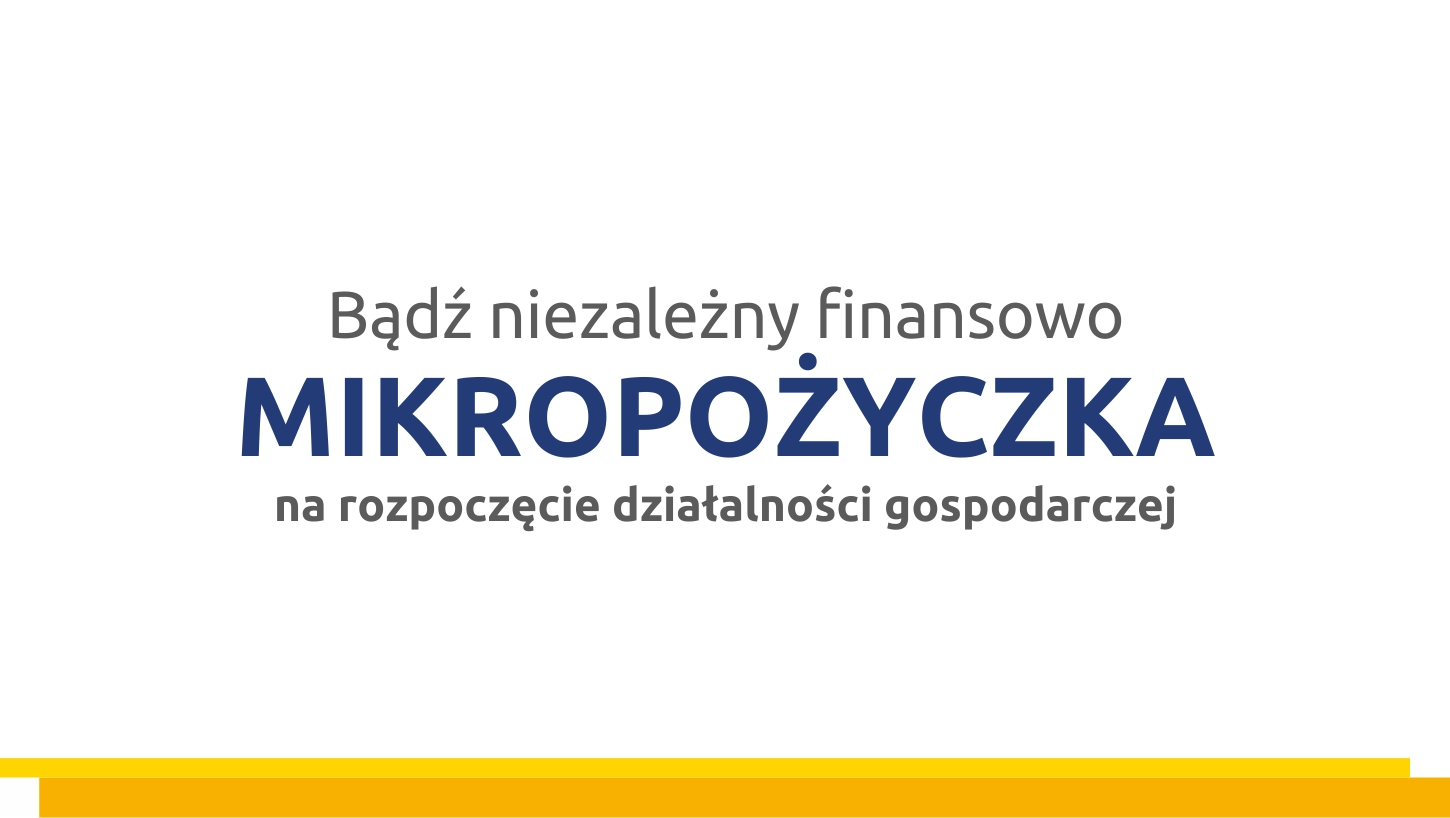 Bądź niezależny finansowo
MIKROPOŻYCZKA
na rozpoczęcie działalności gospodarczej